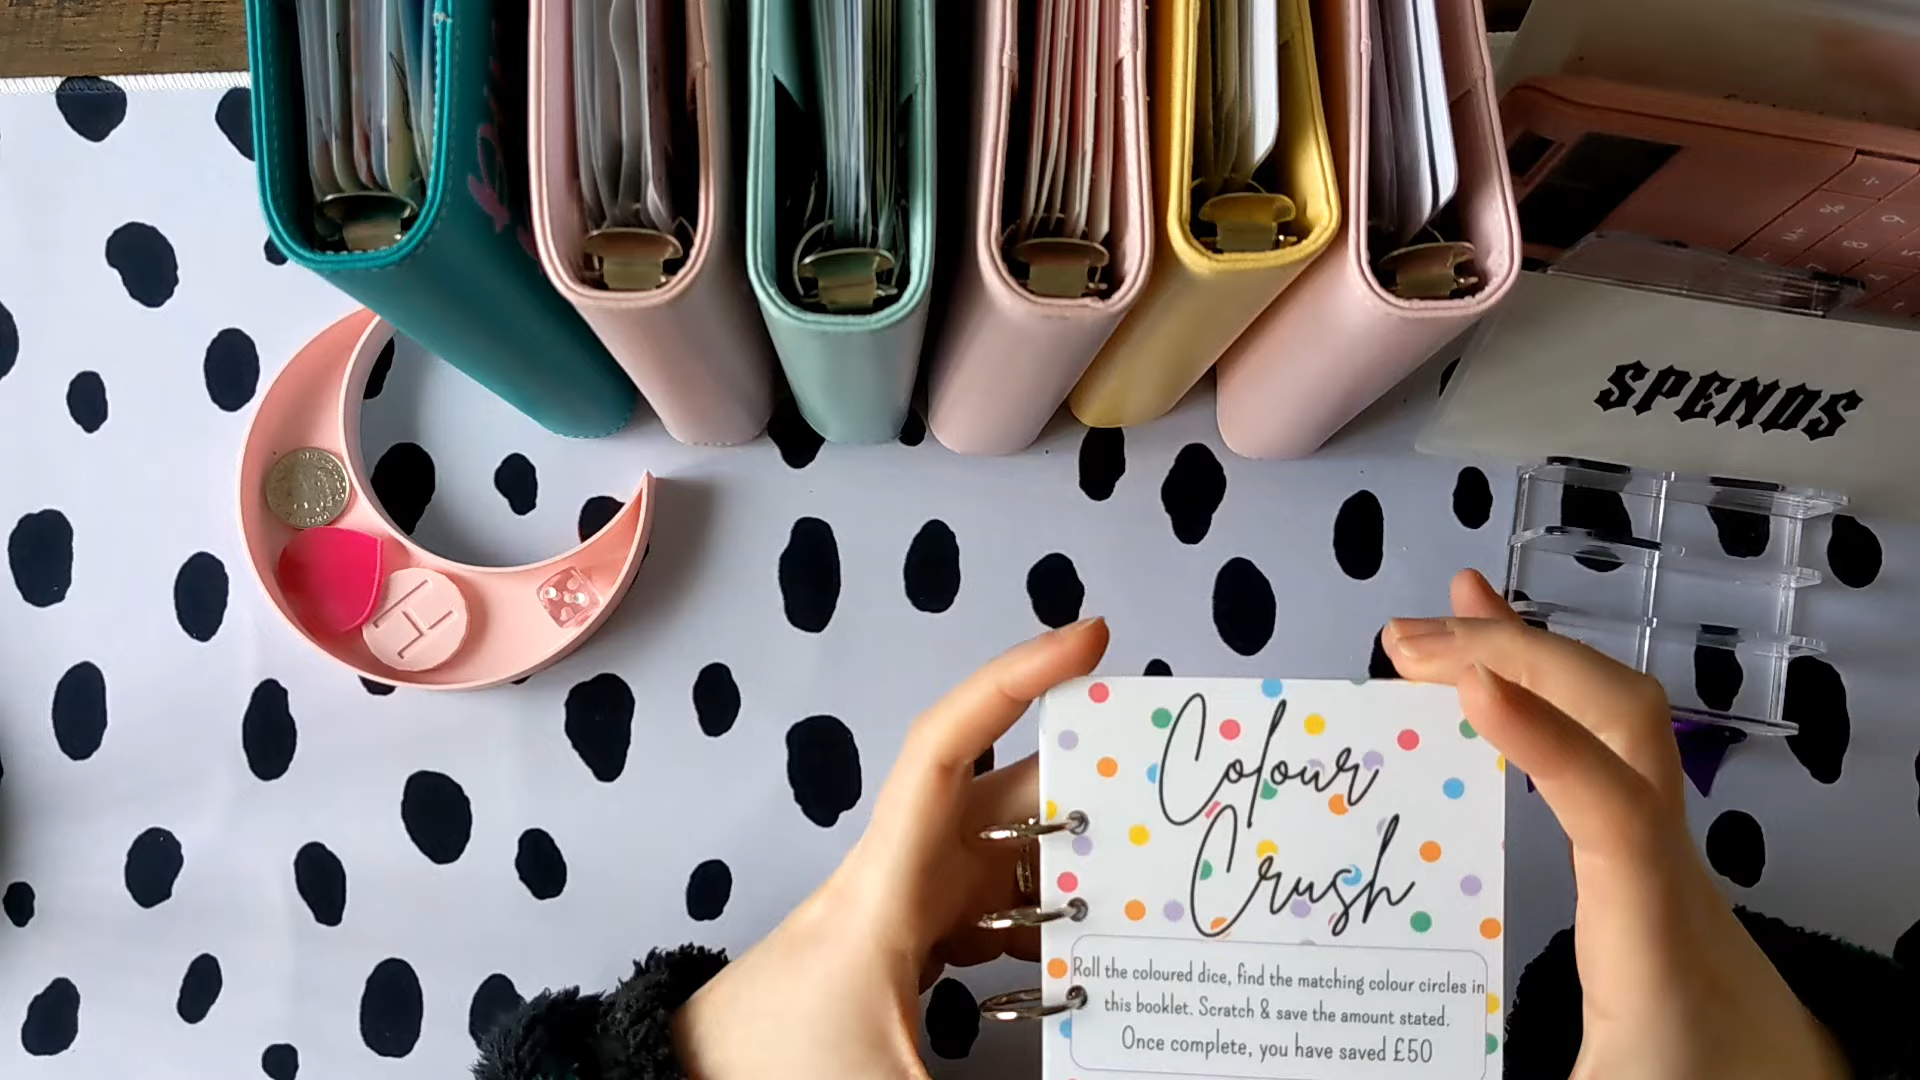 SPENDS
Colour
Crush
Roll the coloured dice, find the matching colour circles in
this booklet. Scratch & save the amount stated.
Once complete, you have saved £50